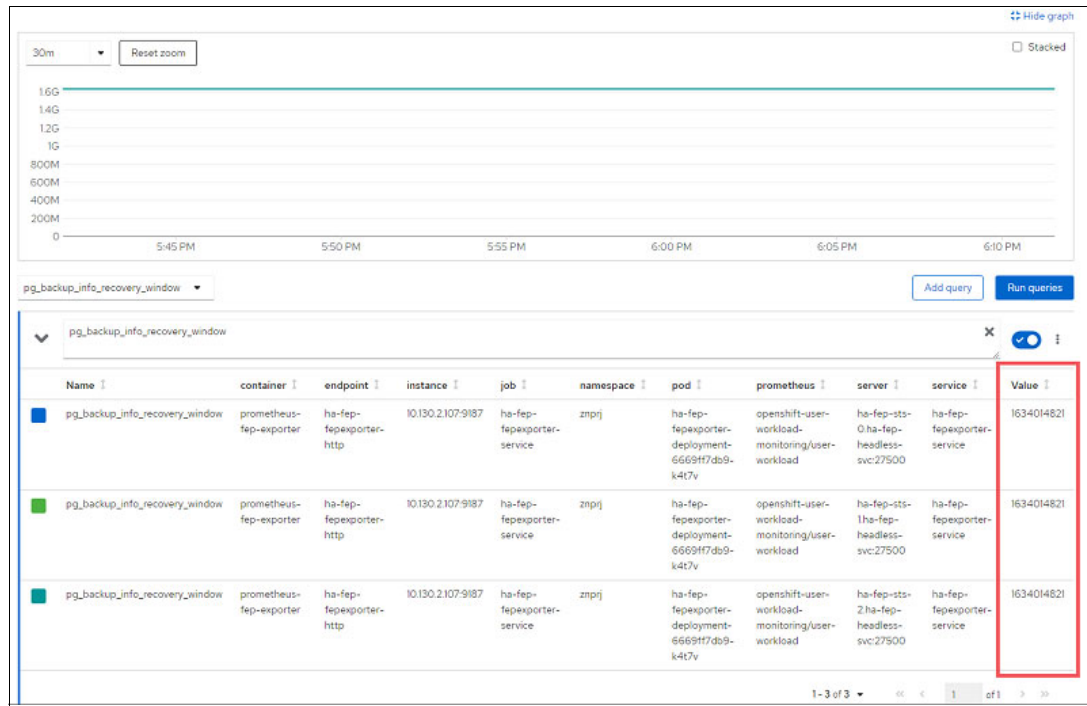 Hide graph
30m
Reset zoom
Stacked
1.6G
1.4G
1.2G
1G
800M
600M
400M
200M
0
5:45 PM 5:50 PM 5:55 PM 6:00 PM 6:05 PM 6:10 PM
pg_backup_info_recovery_window
Add query
Run queries
pg_backup_info_recovery_window
Name container endpoint instance job namespace pod prometheus server service Value
pg_backup_info_recovery_window prometheus- ha-fep- 10.130.2.107:9187 ha-fep- znprj ha-fep- openshift-user- ha-fep-sts- ha-fep- 1634014821
fep-exporter fepexporter- fepexporter- fepexporter- workload- 0.ha-fep- fepexporter-
http service deployment- monitoring/user- headless- service
6669ff7db9- workload svc:27500
k4t7v
pg_backup_info_recovery_window prometheus- ha-fep- 10.130.2.107:9187 ha-fep- znprj ha-fep- openshift-user- ha-fep-sts- ha-fep- 1634014821
fep-exporter fepexporter- fepexporter- fepexporter- workload- 1.ha-fep- fepexporter-
http service deployment- monitoring/user- headless- service
6669ff7db9- workload svc:27500
k4t7v
pg_backup_info_recovery_window prometheus- ha-fep- 10.130.2.107:9187 ha-fep- znprj ha-fep- openshift-user- ha-fep-sts- ha-fep- 1634014821
fep-exporter fepexporter- fepexporter- fepexporter- workload- 2.ha-fep- fepexporter-
http service deployment- monitoring/user- headless- service
6669ff7db9- workload svc:27500
k4t7v
1 - 3 of 3 « < 1 of 1 > »